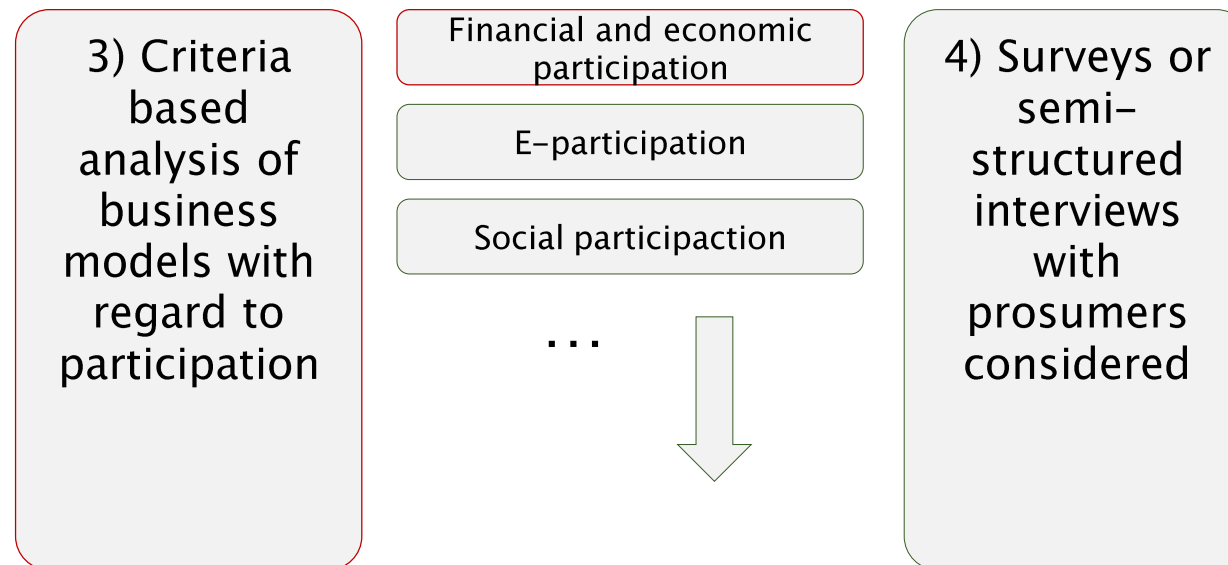 3) Criteria
based
analysis of
business
models with
regard to
participation
Financial and economic
participation
E-participation
Social participaction
...
4) Surveys or
semi-
structured
interviews
with
prosumers
considered